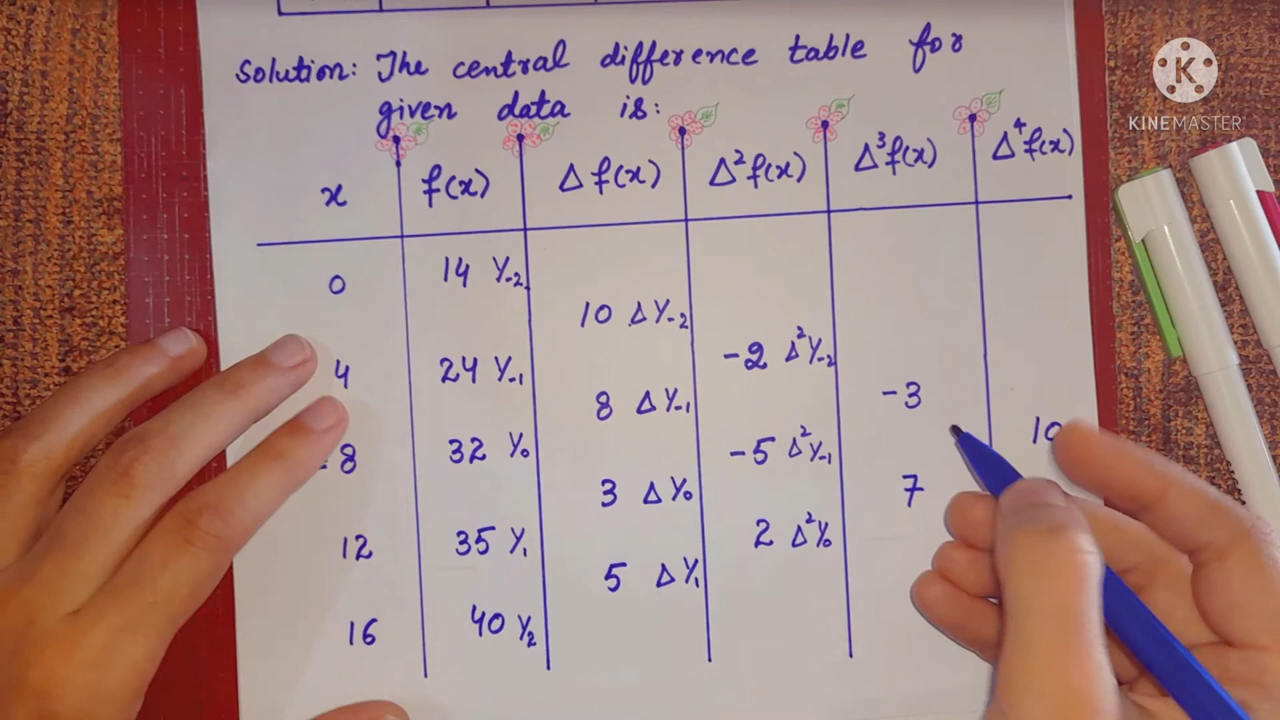 Solution: The central difference table for
given data is:
x f(x) Δ f(x) Δ²f(x) Δ³f(x) Δ⁴f(x)
0 14 Y₋₂
10 ΔY₋₂
-2 Δ²Y₋₂
4 24 Y₋₁
8 ΔY₋₁ -3
8 32 Y₀ -5 Δ²Y₋₁ 10
3 ΔY₀ 7
12 35 Y₁ 2 Δ²Y₀
5 ΔY₁
16 40 Y₂
K
KINEMASTER